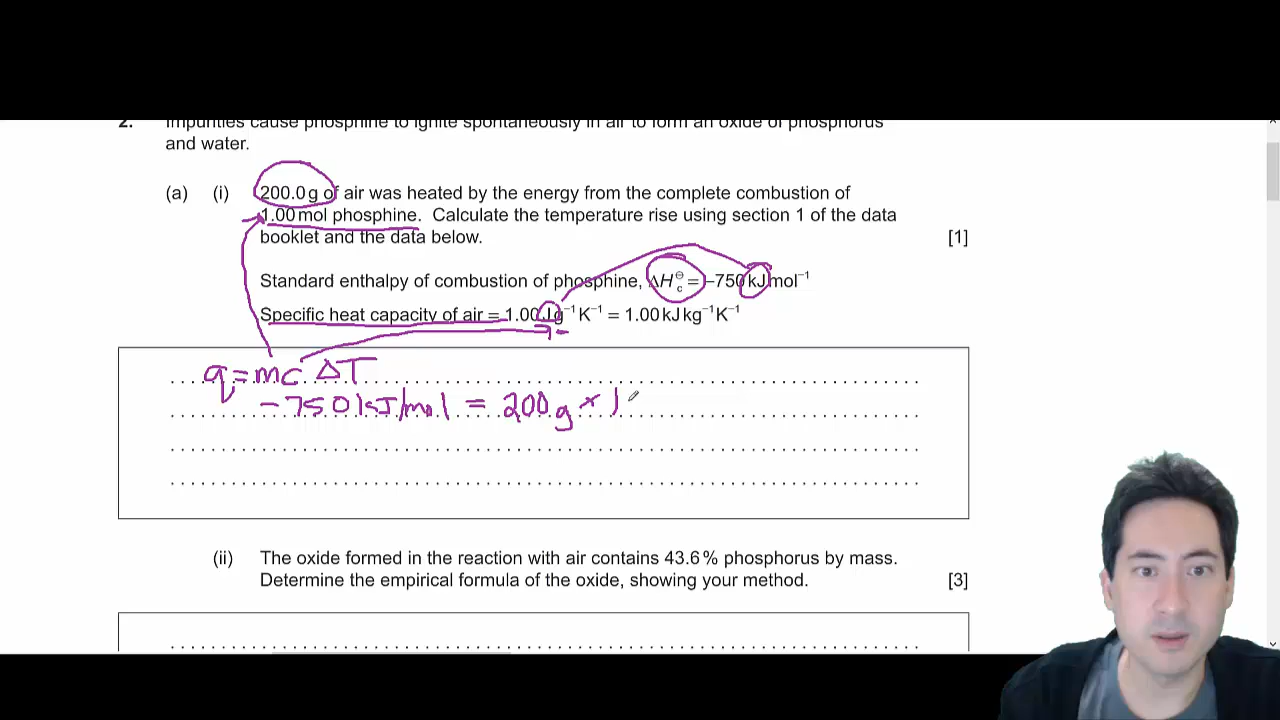 2. Impurities cause phosphine to ignite spontaneously in air to form an oxide of phosphorus
and water.
(a) (i) 200.0 g of air was heated by the energy from the complete combustion of
1.00 mol phosphine. Calculate the temperature rise using section 1 of the data
booklet and the data below. [1]
Standard enthalpy of combustion of phosphine, ΔH⦵c = –750 kJ mol⁻¹
Specific heat capacity of air = 1.00 J g⁻¹ K⁻¹ = 1.00 kJ kg⁻¹ K⁻¹
q = mc ΔT
-750 kJ/mol = 200g × 1
(ii) The oxide formed in the reaction with air contains 43.6 % phosphorus by mass.
Determine the empirical formula of the oxide, showing your method. [3]